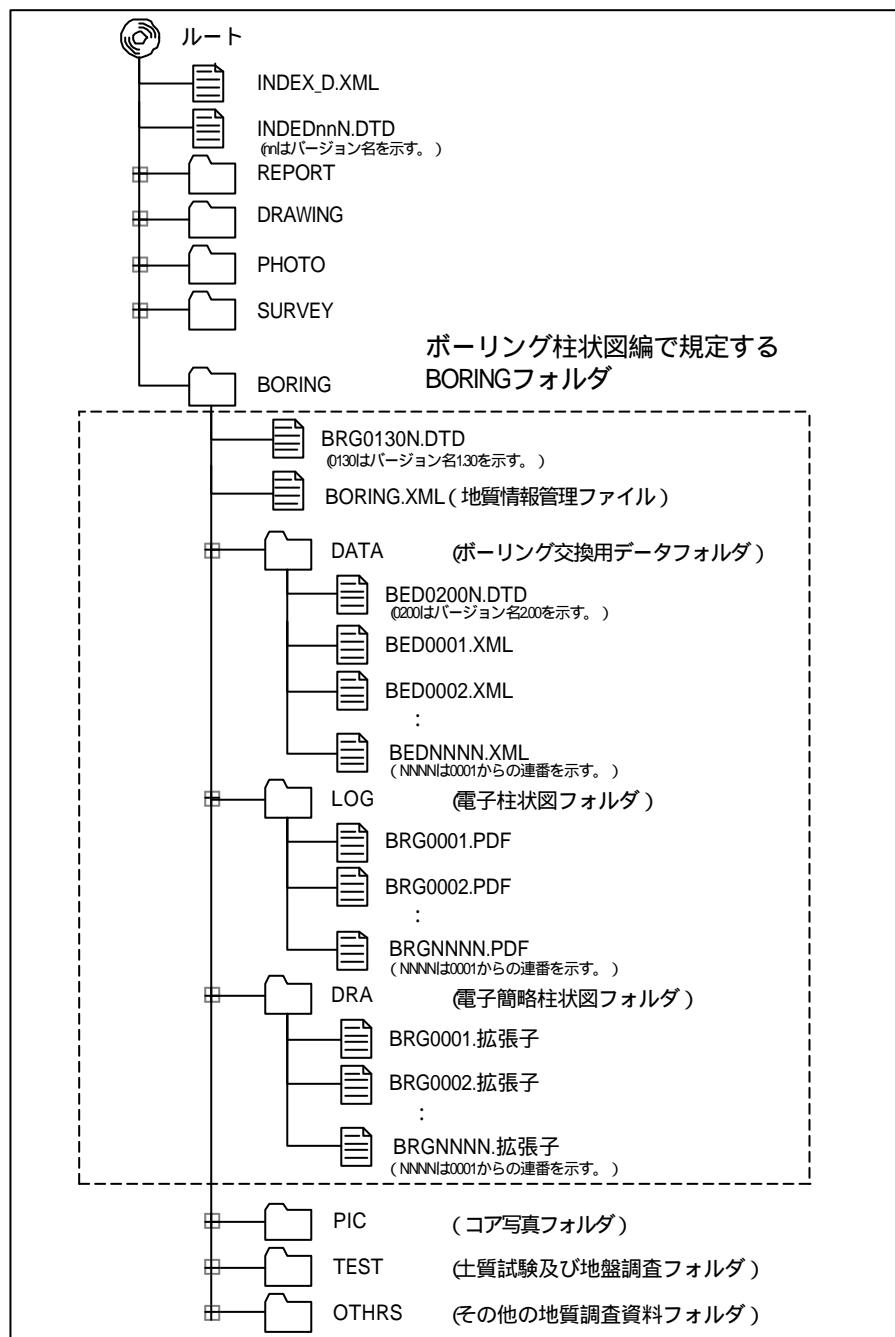 ルート
INDEX_D.XML
INDEDnnN.DTD
(nnはバージョン名を示す。)
REPORT
DRAWING
PHOTO
SURVEY
ボーリング柱状図編で規定する
BORINGフォルダ
BORING
BRG0130N.DTD
(0130はバージョン名1.30を示す。)
BORING.XML(地質情報管理ファイル)
DATA (ボーリング交換用データフォルダ)
BED0200N.DTD
(0200はバージョン名2.00を示す。)
BED0001.XML
BED0002.XML
:
BEDNNNN.XML
(NNNNは0001からの連番を示す。)
LOG (電子柱状図フォルダ)
BRG0001.PDF
BRG0002.PDF
:
BRGNNNN.PDF
(NNNNは0001からの連番を示す。)
DRA (電子簡略柱状図フォルダ)
BRG0001.拡張子
BRG0002.拡張子
:
BRGNNNN.拡張子
(NNNNは0001からの連番を示す。)
PIC (コア写真フォルダ)
TEST (土質試験及び地盤調査フォルダ)
OTHRS (その他の地質調査資料フォルダ)